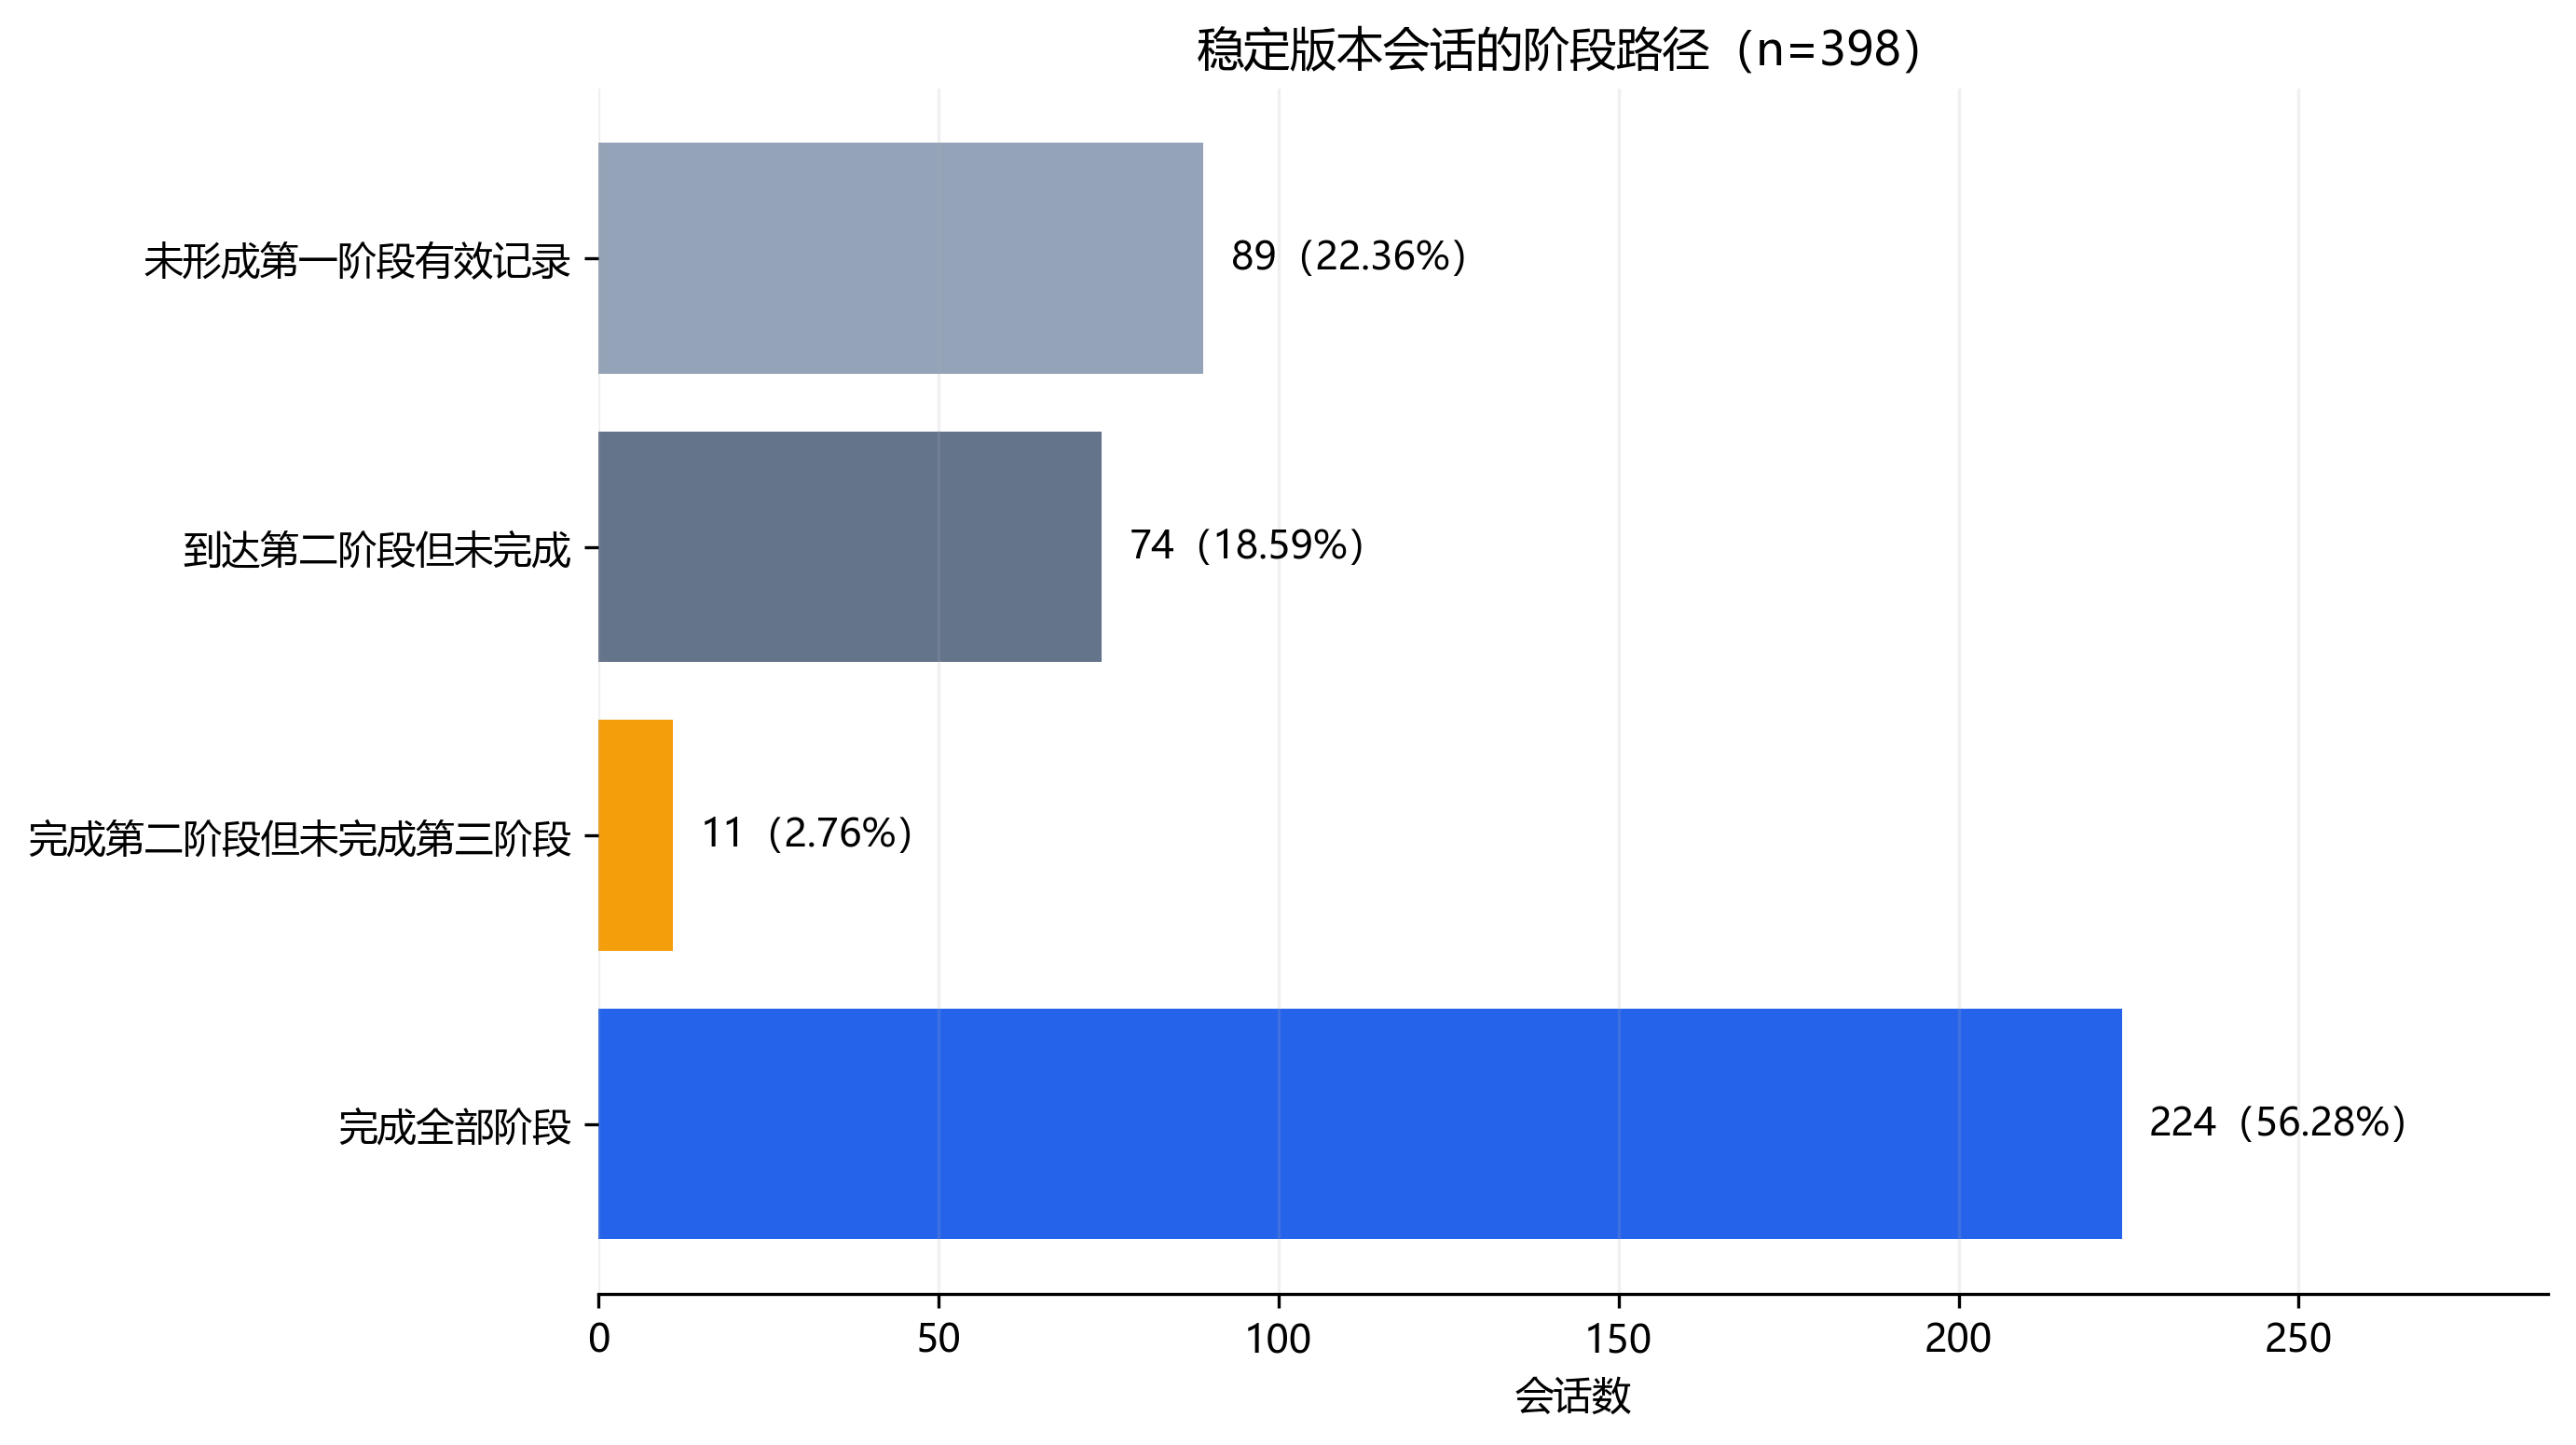 稳定版本会话的阶段路径（n=398）
未形成第一阶段有效记录
89（22.36%）
到达第二阶段但未完成
74（18.59%）
完成第二阶段但未完成第三阶段
11（2.76%）
完成全部阶段
224（56.28%）
0 50 100 150 200 250
会话数